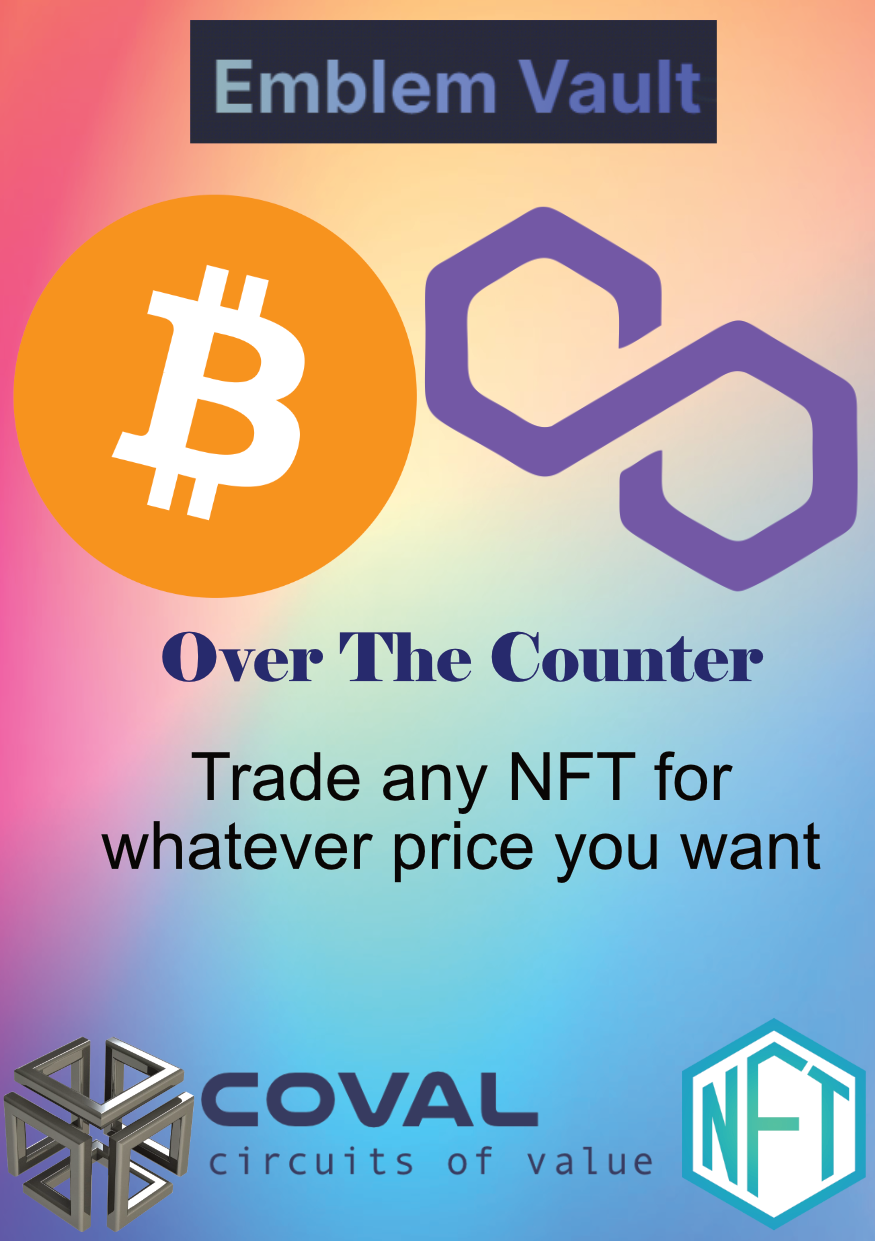 Emblem Vault
Over The Counter
Trade any NFT for
whatever price you want
COVAL
circuits of value
NFT